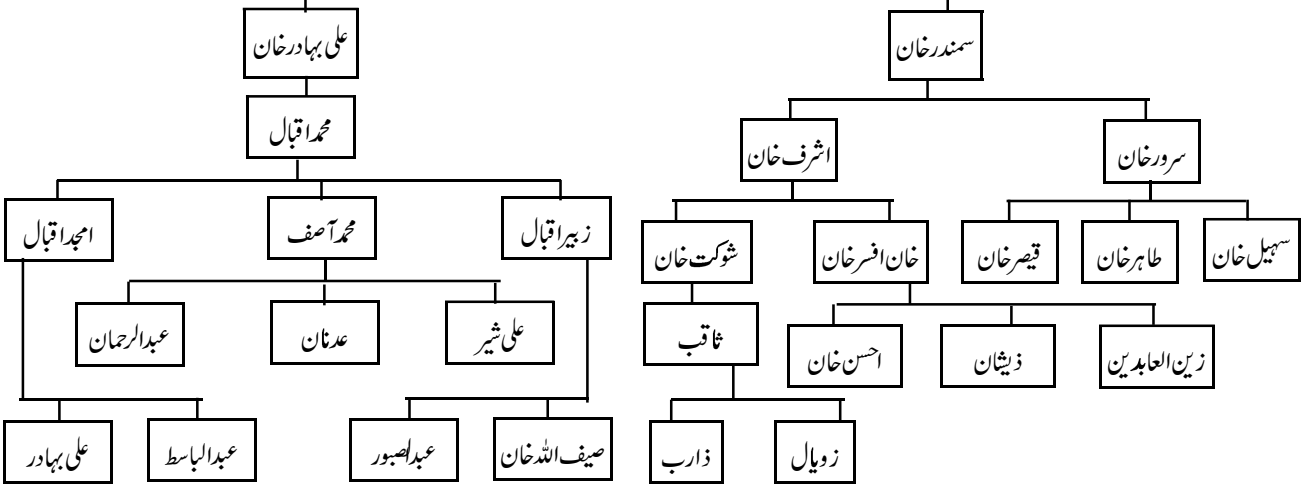 سمندر خان
علی بہادر خان
سرور خان
اشرف خان
محمد اقبال
سہیل خان
طاہر خان
قیصر خان
خان افسر خان
شوکت خان
زبیر اقبال
محمد آصف
امجد اقبال
زین العابدین
ذیشان
احسن خان
ثاقب
علی شیر
عدنان
عبدالرحمان
زویال
ذارب
صیف اللہ خان
عبدالصبور
عبدالباسط
علی بہادر